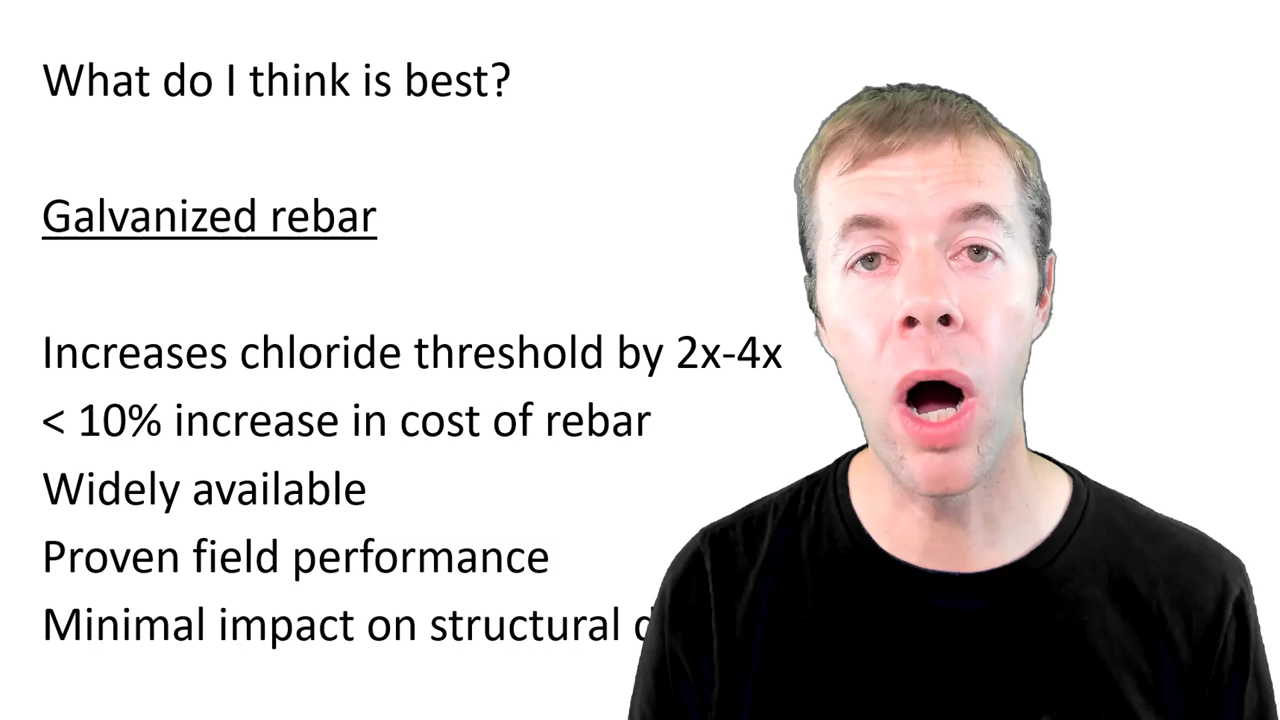 What do I think is best?
Galvanized rebar
Increases chloride threshold by 2x-4x
< 10% increase in cost of rebar
Widely available
Proven field performance
Minimal impact on structural